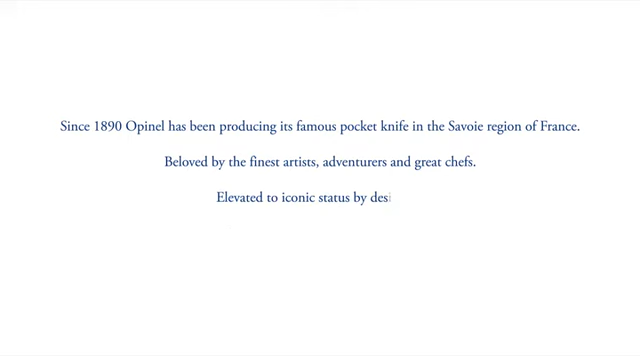 Since 1890 Opinel has been producing its famous pocket knife in the Savoie region of France.
Beloved by the finest artists, adventurers and great chefs.
Elevated to iconic status by desi